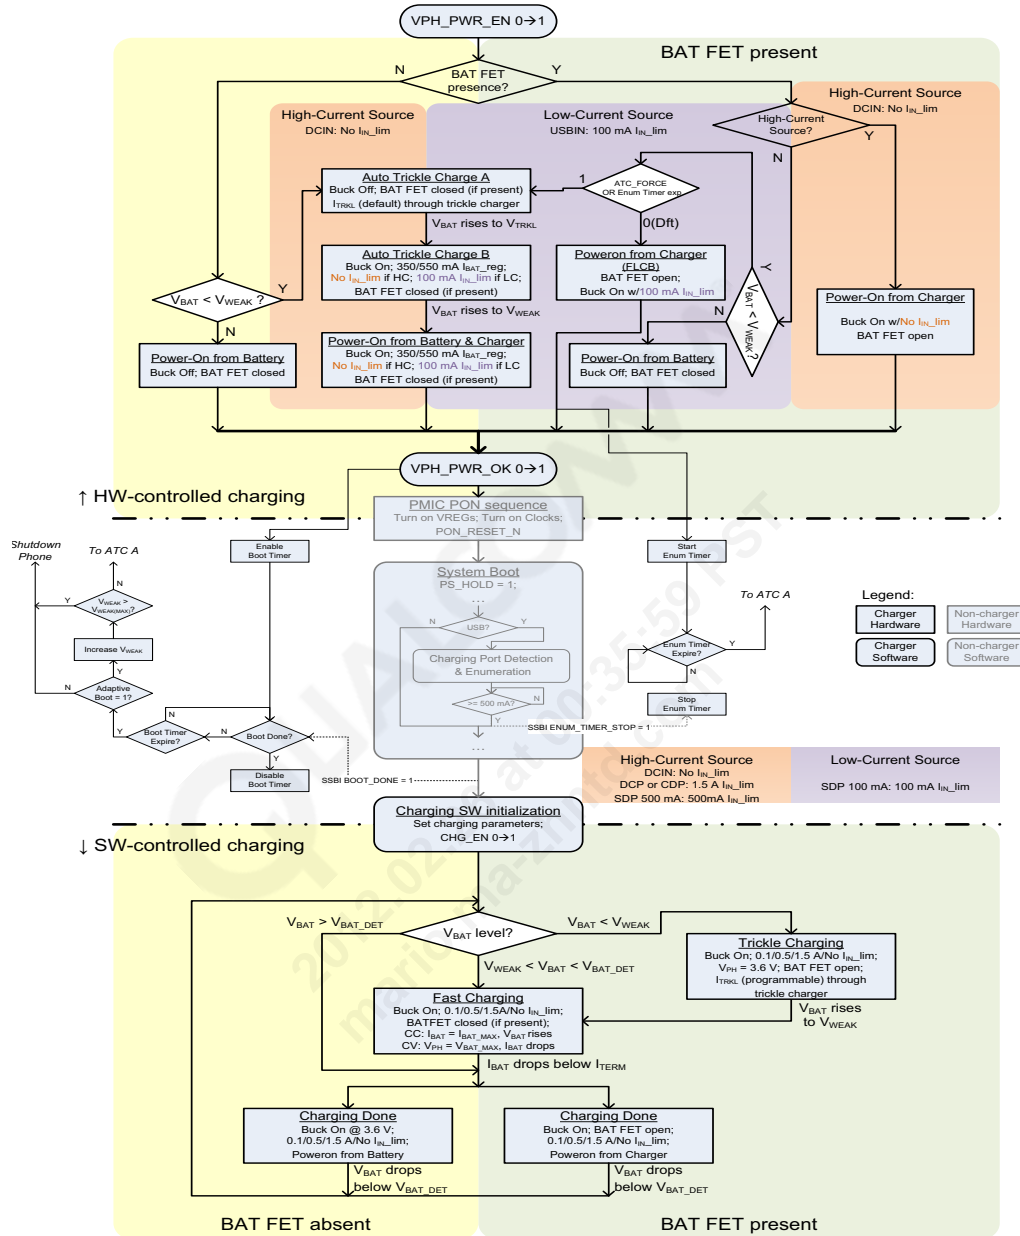 VPH_PWR_EN 0→1
BAT FET present
BAT FET
presence?
N
Y
High-Current Source
DCIN: No IIN_lim
Low-Current Source
USBIN: 100 mA IIN_lim
High-Current Source
DCIN: No IIN_lim
High-Current
Source?
Y
N
Auto Trickle Charge A
Buck Off; BAT FET closed (if present)
ITRKL (default) through trickle charger
1
ATC_FORCE
OR Enum Timer exp
0(Dft)
VBAT rises to VTRKL
Auto Trickle Charge B
Buck On; 350/550 mA IBAT_reg;
No IIN_lim if HC; 100 mA IIN_lim if LC;
BAT FET closed (if present)
Poweron from Charger
(FLCB)
BAT FET open;
Buck On w/100 mA IIN_lim
Y
VBAT < VWEAK ?
N
VBAT < VWEAK ?
Y
N
Power-On from Charger
Buck On w/No IIN_lim
BAT FET open
VBAT rises to VWEAK
Power-On from Battery
Buck Off; BAT FET closed
Power-On from Battery & Charger
Buck On; 350/550 mA IBAT_reg;
No IIN_lim if HC; 100 mA IIN_lim if LC
BAT FET closed (if present)
Power-On from Battery
Buck Off; BAT FET closed
VPH_PWR_OK 0→1
↑ HW-controlled charging
PMIC PON sequence
Turn on VREGs; Turn on Clocks;
PON_RESET_N
Shutdown
Phone
To ATC A
Enable
Boot Timer
Start
Enum Timer
System Boot
PS_HOLD = 1;
...
N
USB?
Y
Charging Port Detection
& Enumeration
>= 500 mA?
N
Y
...
N
VWEAK >
VWEAK(MAX)?
Y
Increase VWEAK
Y
Adaptive
Boot = 1?
N
Y
Boot Timer
Expire?
N
N
Boot Done?
Y
Disable
Boot Timer
SSBI BOOT_DONE = 1
To ATC A
Enum Timer
Expire?
Y
N
Stop
Enum Timer
SSBI ENUM_TIMER_STOP = 1
Legend:
Charger
Hardware
Non-charger
Hardware
Charger
Software
Non-charger
Software
High-Current Source
DCIN: No IIN_lim
DCP or CDP: 1.5 A IIN_lim
SDP 500 mA: 500mA IIN_lim
Low-Current Source
SDP 100 mA: 100 mA IIN_lim
Charging SW initialization
Set charging parameters;
CHG_EN 0→1
↓ SW-controlled charging
VBAT > VBAT_DET
VBAT level?
VBAT < VWEAK
VWEAK < VBAT < VBAT_DET
Trickle Charging
Buck On; 0.1/0.5/1.5 A/No IIN_lim;
VPH = 3.6 V; BAT FET open;
ITRKL (programmable) through
trickle charger
VBAT rises
to VWEAK
Fast Charging
Buck On; 0.1/0.5/1.5A/No IIN_lim;
BATFET closed (if present);
CC: IBAT = IBAT_MAX, VBAT rises
CV: VPH = VBAT_MAX, IBAT drops
IBAT drops below ITERM
Charging Done
Buck On @ 3.6 V;
0.1/0.5/1.5 A/No IIN_lim;
Poweron from Battery
Charging Done
Buck On; BAT FET open;
0.1/0.5/1.5 A/No IIN_lim;
Poweron from Charger
VBAT drops
below VBAT_DET
VBAT drops
below VBAT_DET
BAT FET absent
BAT FET present
QUALCOMM